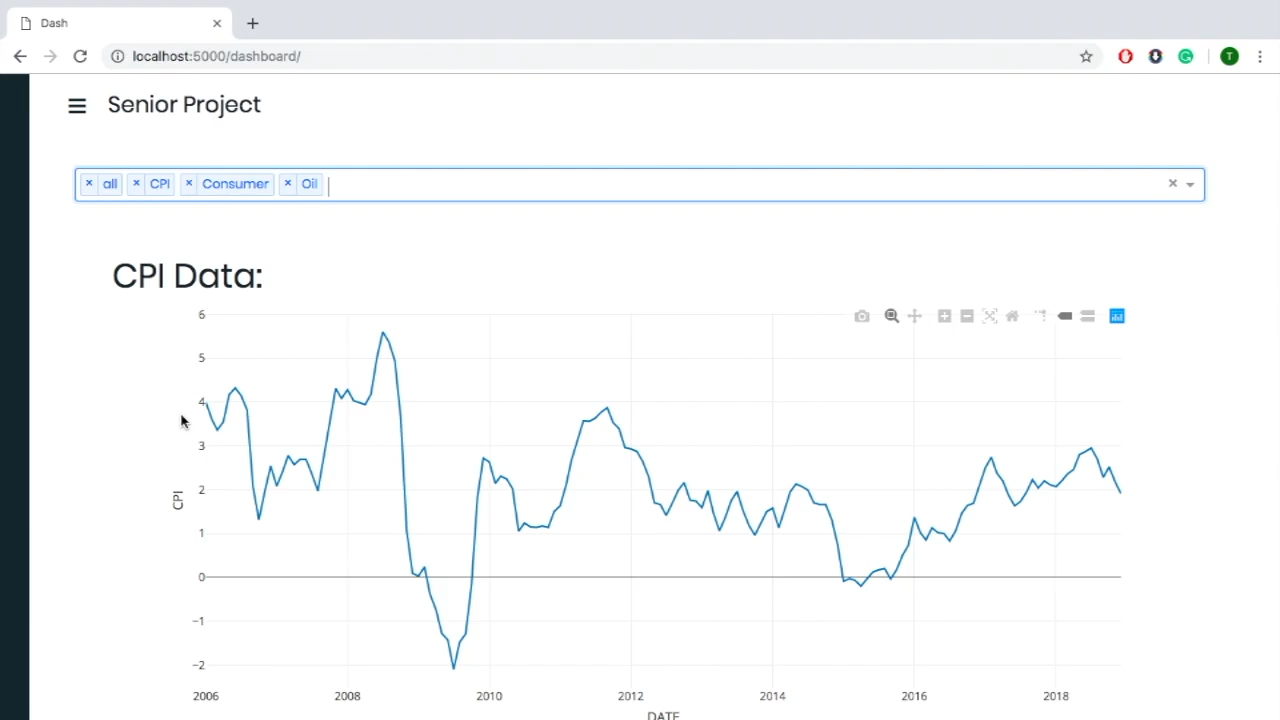 Dash
localhost:5000/dashboard/
T
Senior Project
× all × CPI × Consumer × Oil
CPI Data:
6
5
4
3
2
1
0
−1
−2
CPI
2006 2008 2010 2012 2014 2016 2018
DATE